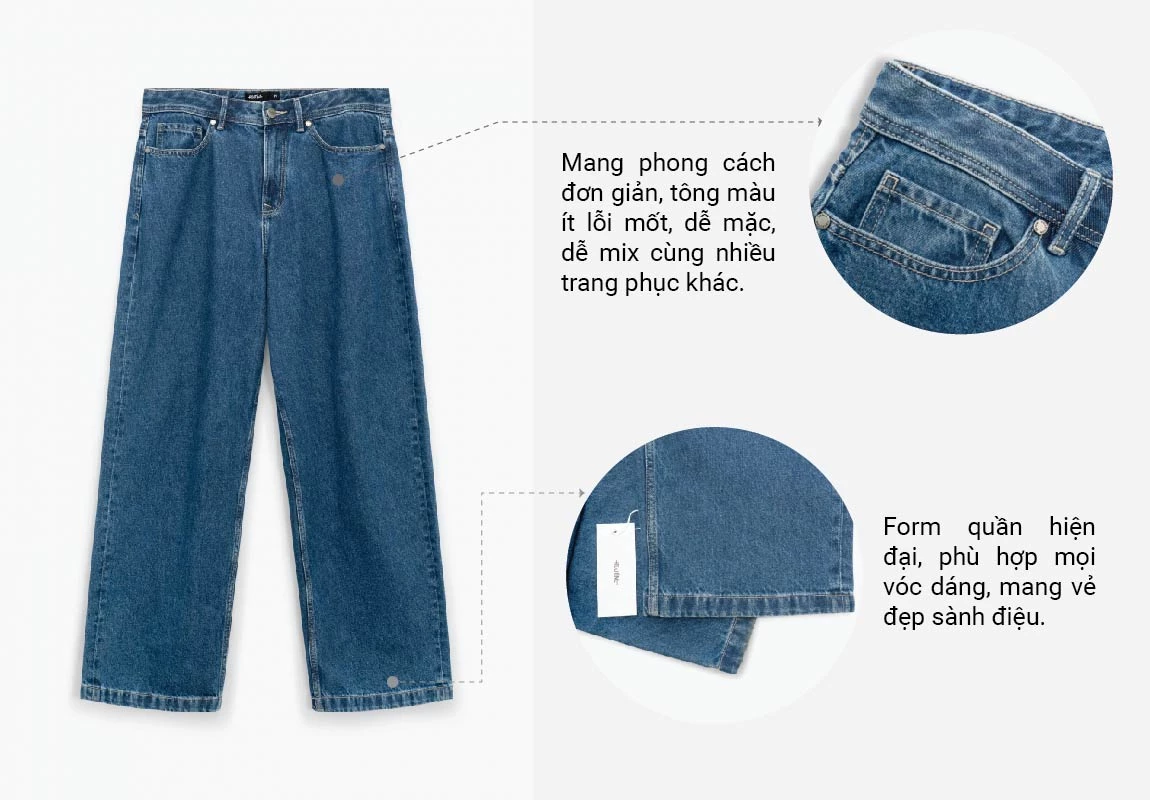 Mang phong cách
đơn giản, tông màu
ít lỗi mốt, dễ mặc,
dễ mix cùng nhiều
trang phục khác.
Form quần hiện
đại, phù hợp mọi
vóc dáng, mang vẻ
đẹp sành điệu.